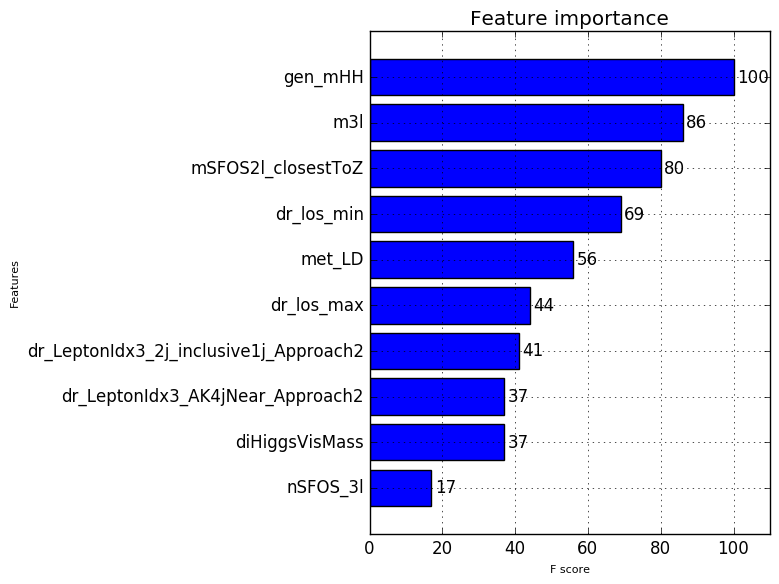 Feature importance
gen_mHH 100
m3l 86
mSFOS2l_closestToZ 80
dr_los_min 69
met_LD 56
dr_los_max 44
dr_LeptonIdx3_2j_inclusive1j_Approach2 41
dr_LeptonIdx3_AK4jNear_Approach2 37
diHiggsVisMass 37
nSFOS_3l 17
Features
0 20 40 60 80 100
F score